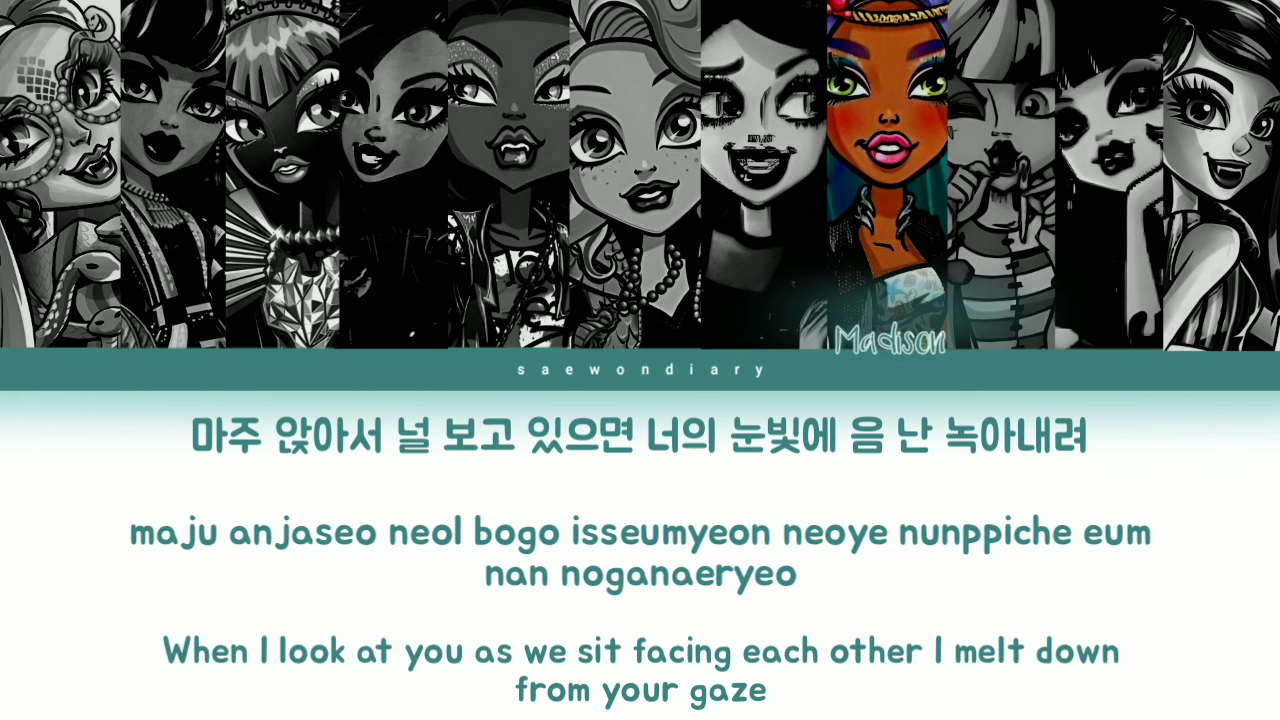 Madison
saewondiary
마주 앉아서 널 보고 있으면 너의 눈빛에 음 난 녹아내려
maju anjaseo neol bogo isseumyeon neoye nunppiche eum
nan noganaeryeo
When I look at you as we sit facing each other I melt down
from your gaze